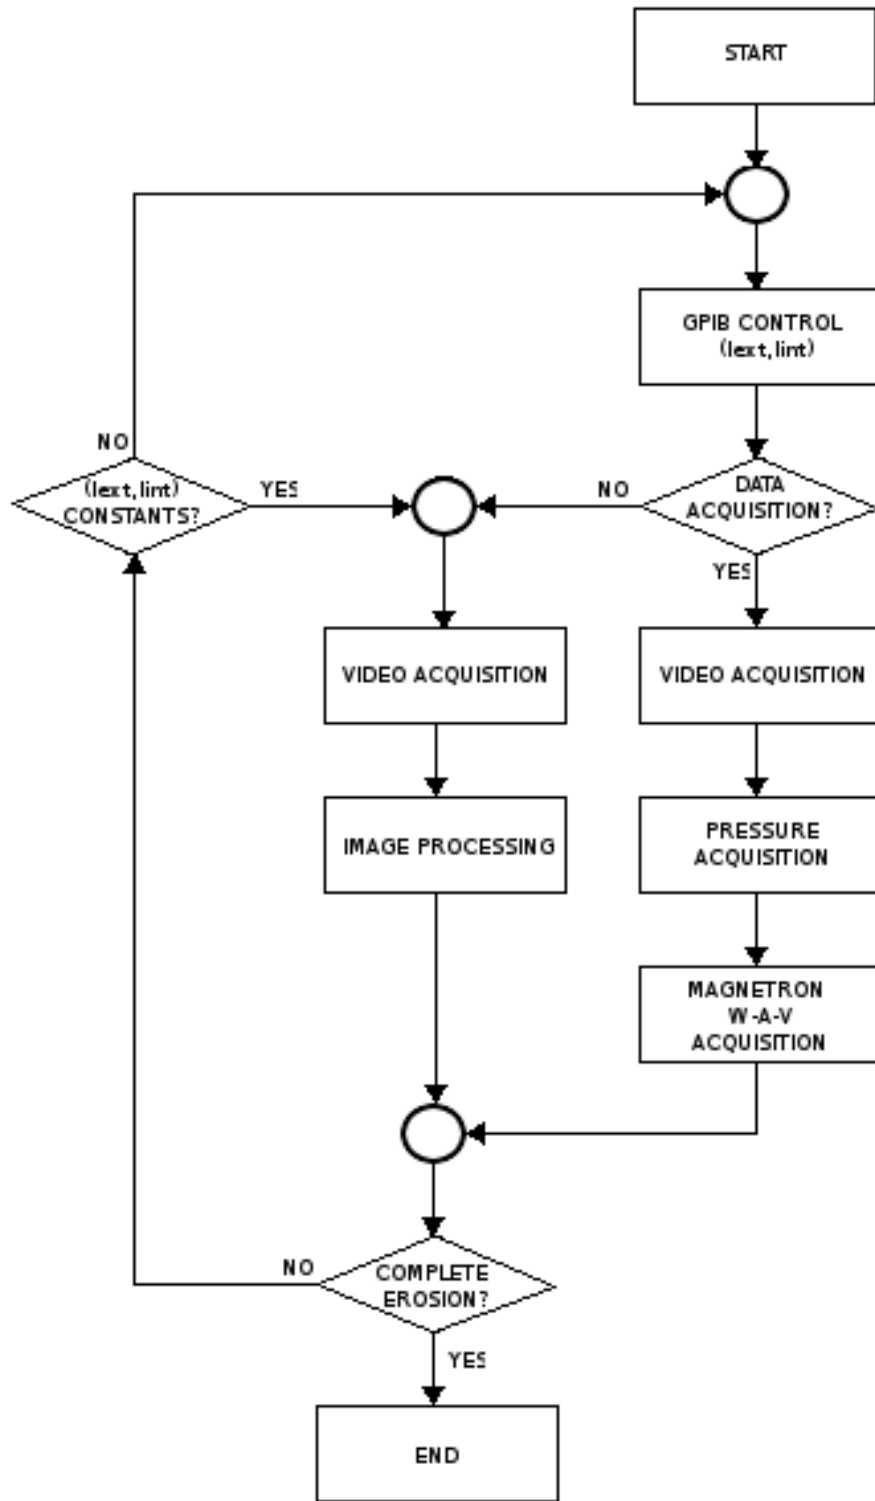 START
GPIB CONTROL
(Iext,Iint)
NO
(Iext,Iint)
CONSTANTS?
YES
NO
DATA
ACQUISITION?
YES
VIDEO ACQUISITION
VIDEO ACQUISITION
IMAGE PROCESSING
PRESSURE
ACQUISITION
MAGNETRON
W-A-V
ACQUISITION
NO
COMPLETE
EROSION?
YES
END